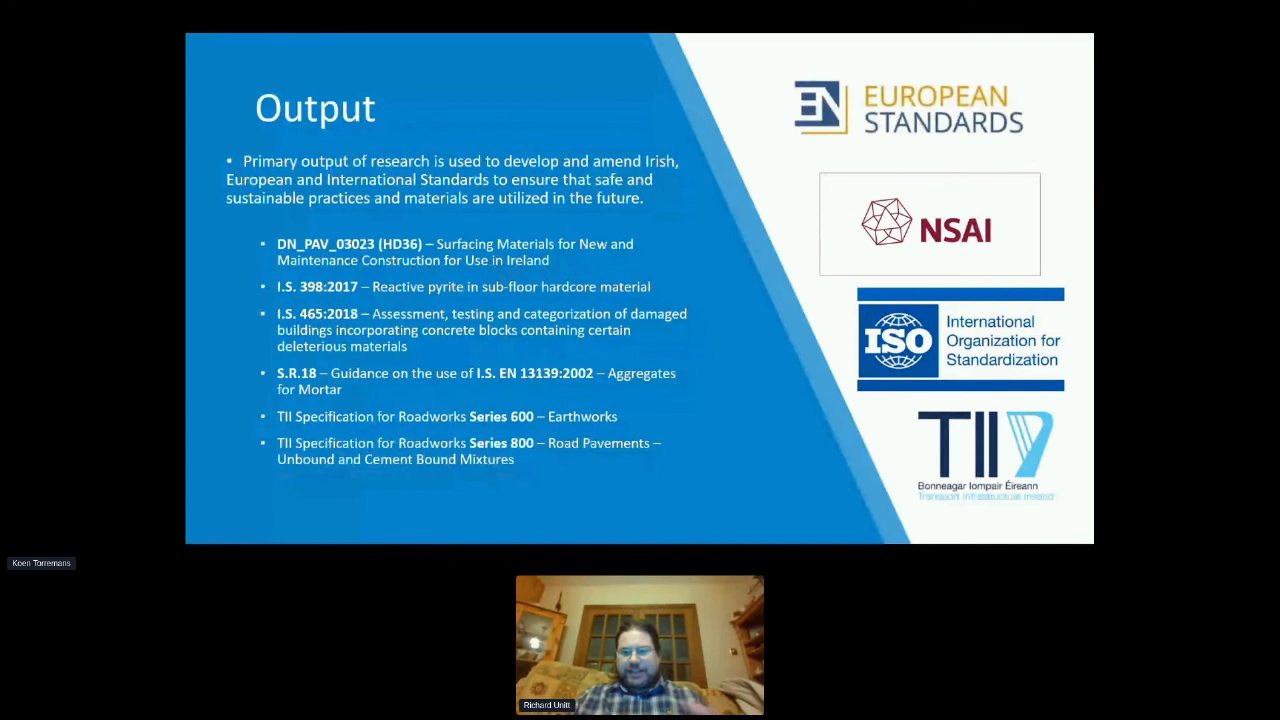 Output
• Primary output of research is used to develop and amend Irish,
European and International Standards to ensure that safe and
sustainable practices and materials are utilized in the future.
▪ DN_PAV_03023 (HD36) – Surfacing Materials for New and
Maintenance Construction for Use in Ireland
▪ I.S. 398:2017 – Reactive pyrite in sub-floor hardcore material
▪ I.S. 465:2018 – Assessment, testing and categorization of damaged
buildings incorporating concrete blocks containing certain
deleterious materials
▪ S.R.18 – Guidance on the use of I.S. EN 13139:2002 – Aggregates
for Mortar
▪ TII Specification for Roadworks Series 600 – Earthworks
▪ TII Specification for Roadworks Series 800 – Road Pavements –
Unbound and Cement Bound Mixtures
EN
EUROPEAN
STANDARDS
NSAI
ISO
International
Organization for
Standardization
TII
Bonneagar Iompair Éireann
Transport Infrastructure Ireland
Koen Torremans
Richard Unitt